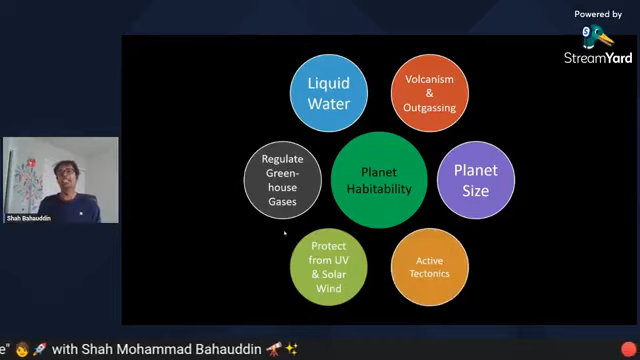 Powered by
StreamYard
Liquid
Water
Volcanism
&
Outgassing
Regulate
Green-
house
Gases
Planet
Habitability
Planet
Size
Protect
from UV
& Solar
Wind
Active
Tectonics
Shah Bahauddin
e" 🧑🚀 with Shah Mohammad Bahauddin 🔭✨